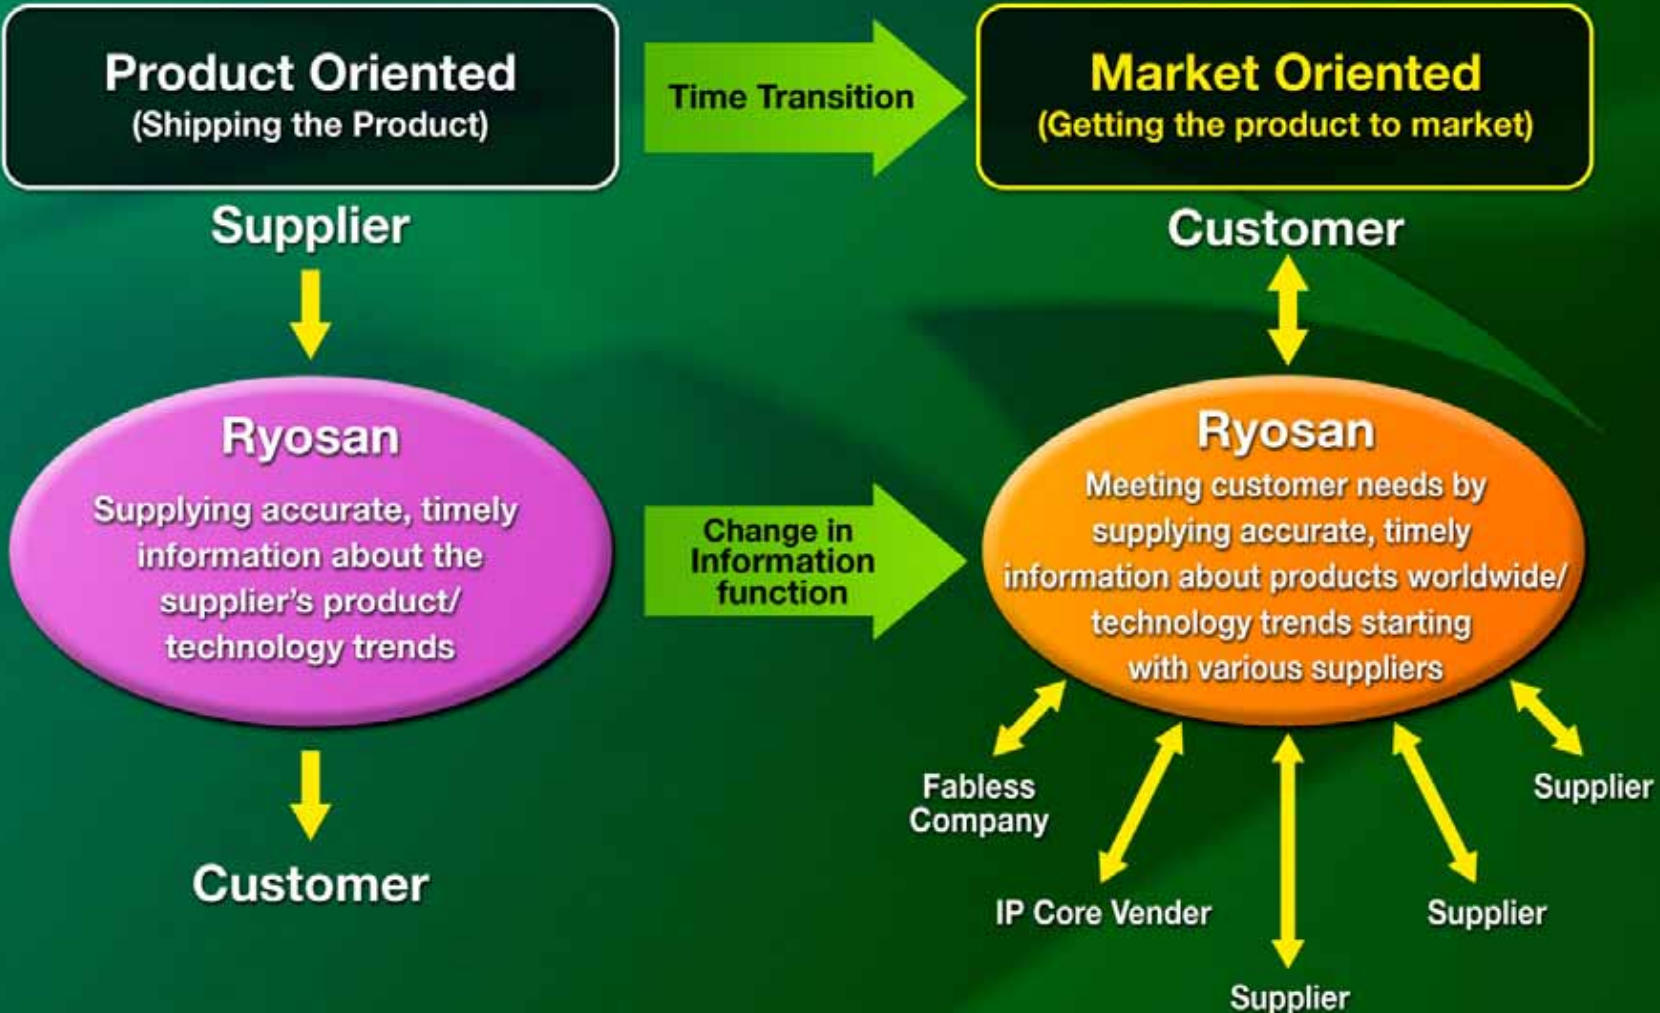 Product Oriented
(Shipping the Product)
Time Transition
Market Oriented
(Getting the product to market)
Supplier
Customer
Ryosan
Supplying accurate, timely
information about the
supplier's product/
technology trends
Change in
Information
function
Ryosan
Meeting customer needs by
supplying accurate, timely
information about products worldwide/
technology trends starting
with various suppliers
Customer
Fabless
Company
IP Core Vender
Supplier
Supplier
Supplier